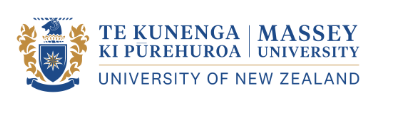 TE KUNENGA
KI PŪREHUROA
MASSEY
UNIVERSITY
UNIVERSITY OF NEW ZEALAND